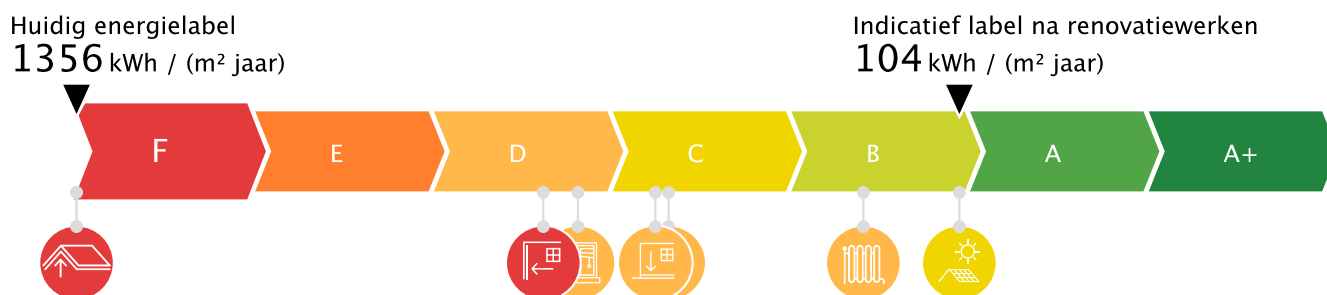 Huidig energielabel
1356 kWh / (m² jaar)
Indicatief label na renovatiewerken
104 kWh / (m² jaar)
F
E
D
C
B
A
A+